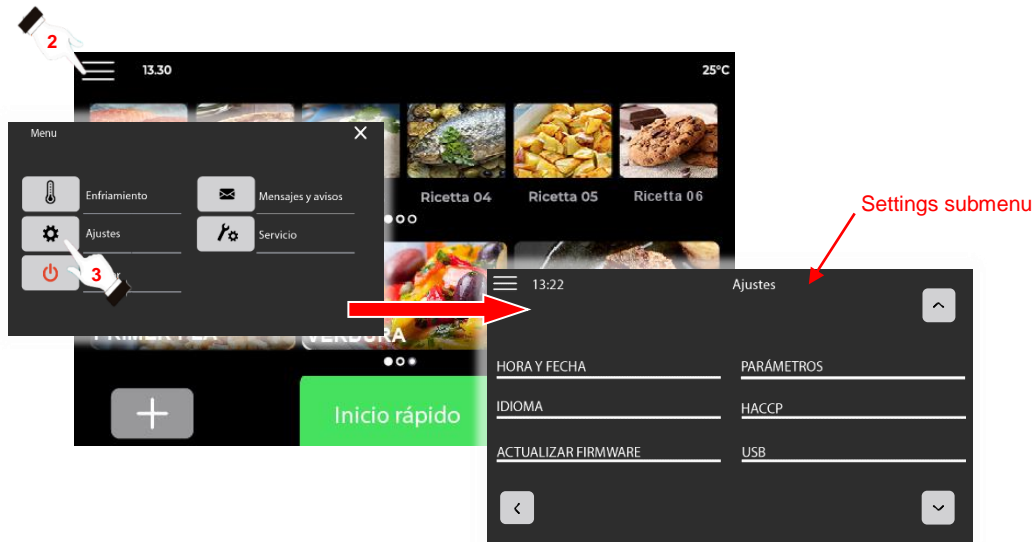 2
13.30
25°C
Menu
Enfriamiento
Mensajes y avisos
Ajustes
Servicio
3
Ricetta 04
Ricetta 05
Ricetta 06
Settings submenu
VERDURA
Inicio rápido
13:22
Ajustes
HORA Y FECHA
PARÁMETROS
IDIOMA
HACCP
ACTUALIZAR FIRMWARE
USB